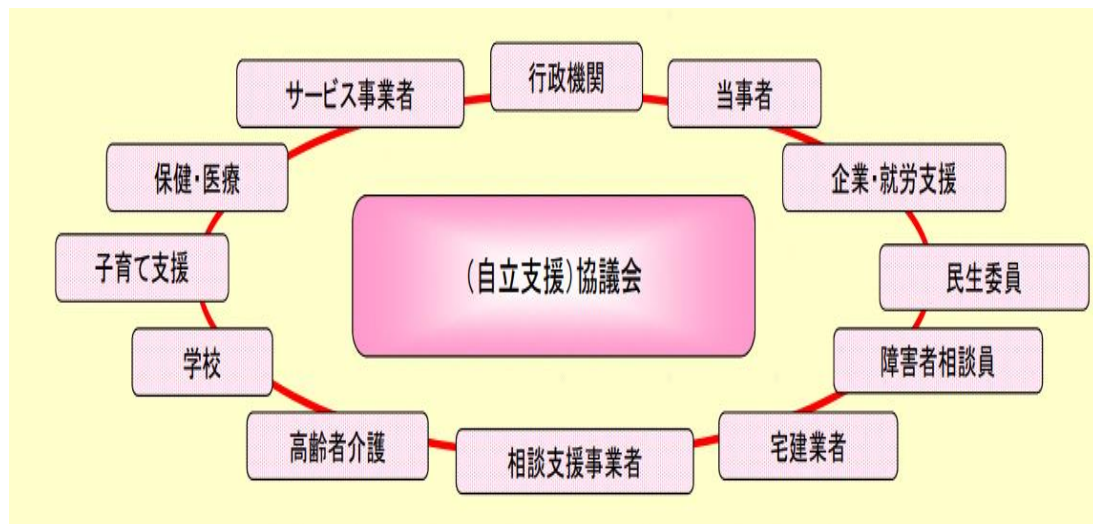 行政機関
サービス事業者
当事者
保健・医療
企業・就労支援
子育て支援
(自立支援)協議会
民生委員
学校
障害者相談員
高齢者介護
相談支援事業者
宅建業者